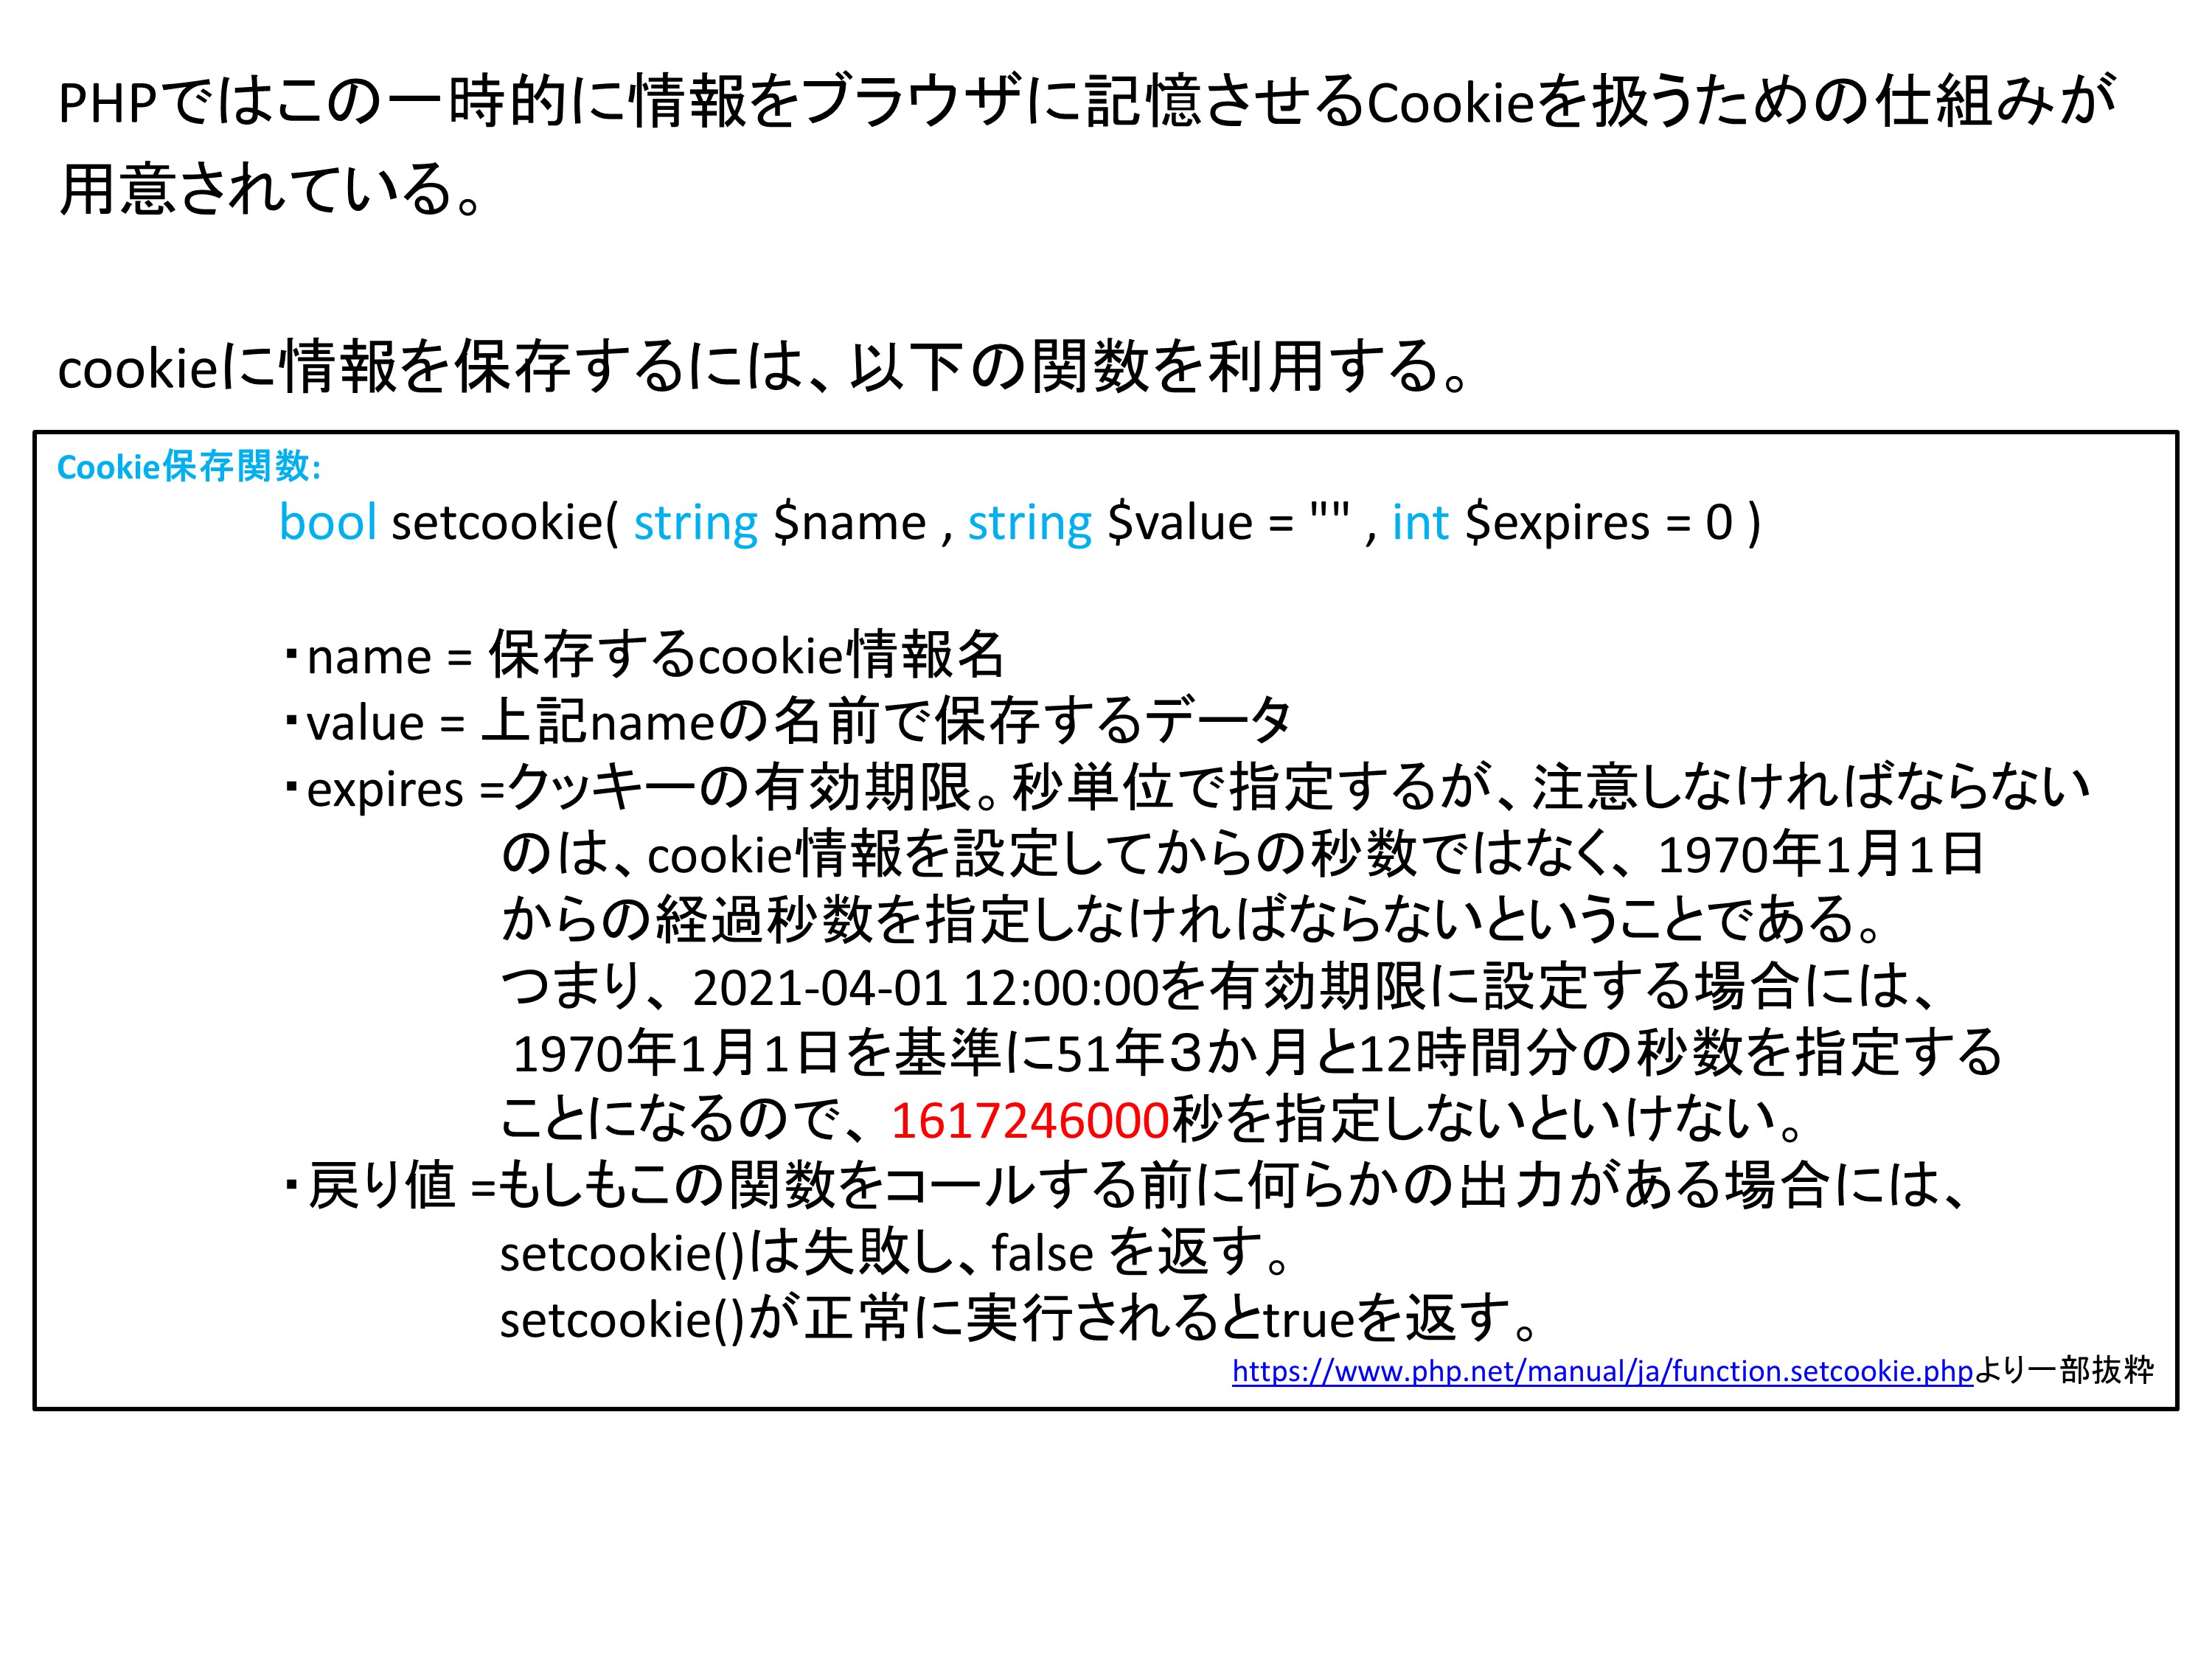 PHPではこの一時的に情報をブラウザに記憶させるCookieを扱うための仕組みが
用意されている。
cookieに情報を保存するには、以下の関数を利用する。
Cookie保存関数:
bool setcookie( string $name , string $value = "" , int $expires = 0 )
・name = 保存するcookie情報名
・value = 上記nameの名前で保存するデータ
・expires =クッキーの有効期限。秒単位で指定するが、注意しなければならない
のは、cookie情報を設定してからの秒数ではなく、 1970年1月1日
からの経過秒数を指定しなければならないということである。
つまり、 2021-04-01 12:00:00を有効期限に設定する場合には、
1970年1月1日を基準に51年３か月と12時間分の秒数を指定する
ことになるので、 1617246000秒を指定しないといけない。
・戻り値 =もしもこの関数をコールする前に何らかの出力がある場合には、
setcookie()は失敗し、false を返す。
setcookie()が正常に実行されるとtrueを返す。
https://www.php.net/manual/ja/function.setcookie.phpより一部抜粋